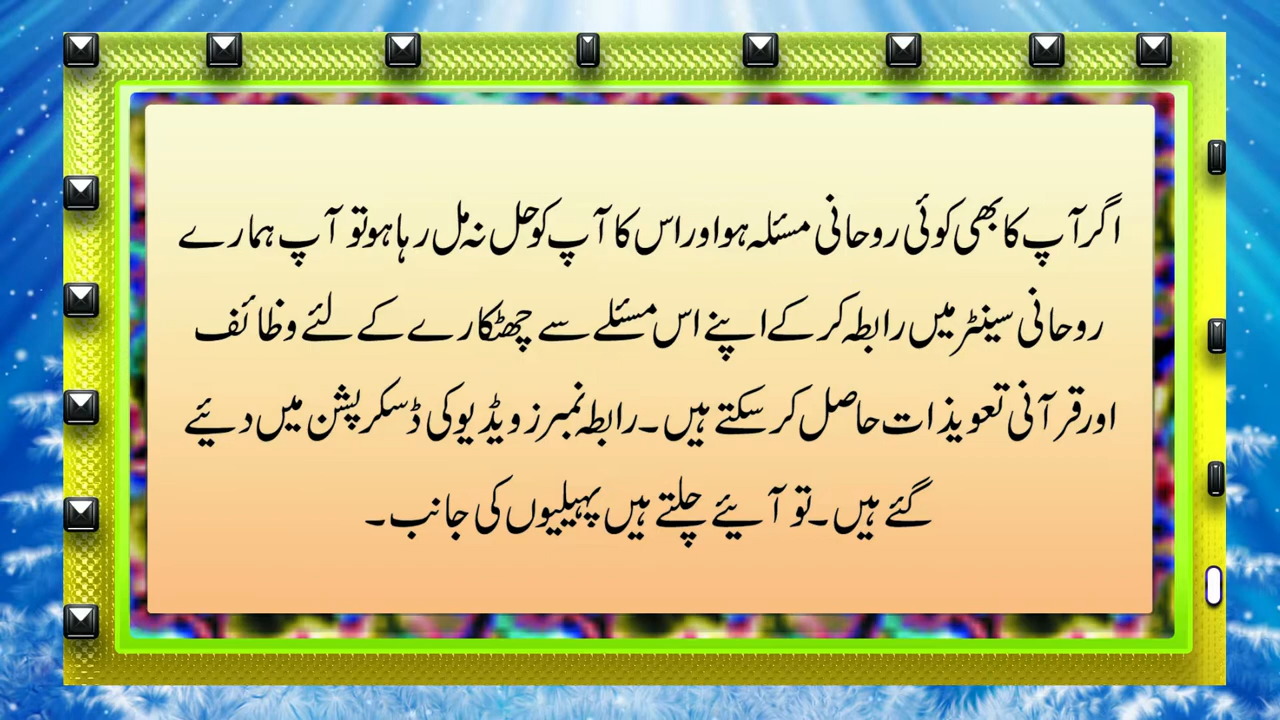 اگر آپ کا بھی کوئی روحانی مسئلہ ہو اور اس کا آپ کو حل نہ مل رہا ہو تو آپ ہمارے
روحانی سینٹر میں رابطہ کر کے اپنے اس مسئلے سے چھٹکارے کے لئے وظائف
اور قرآنی تعویذات حاصل کر سکتے ہیں۔ رابطہ نمبرز ویڈیو کی ڈسکرپشن میں دیئے
گئے ہیں۔ تو آیئے چلتے ہیں پہیلیوں کی جانب۔